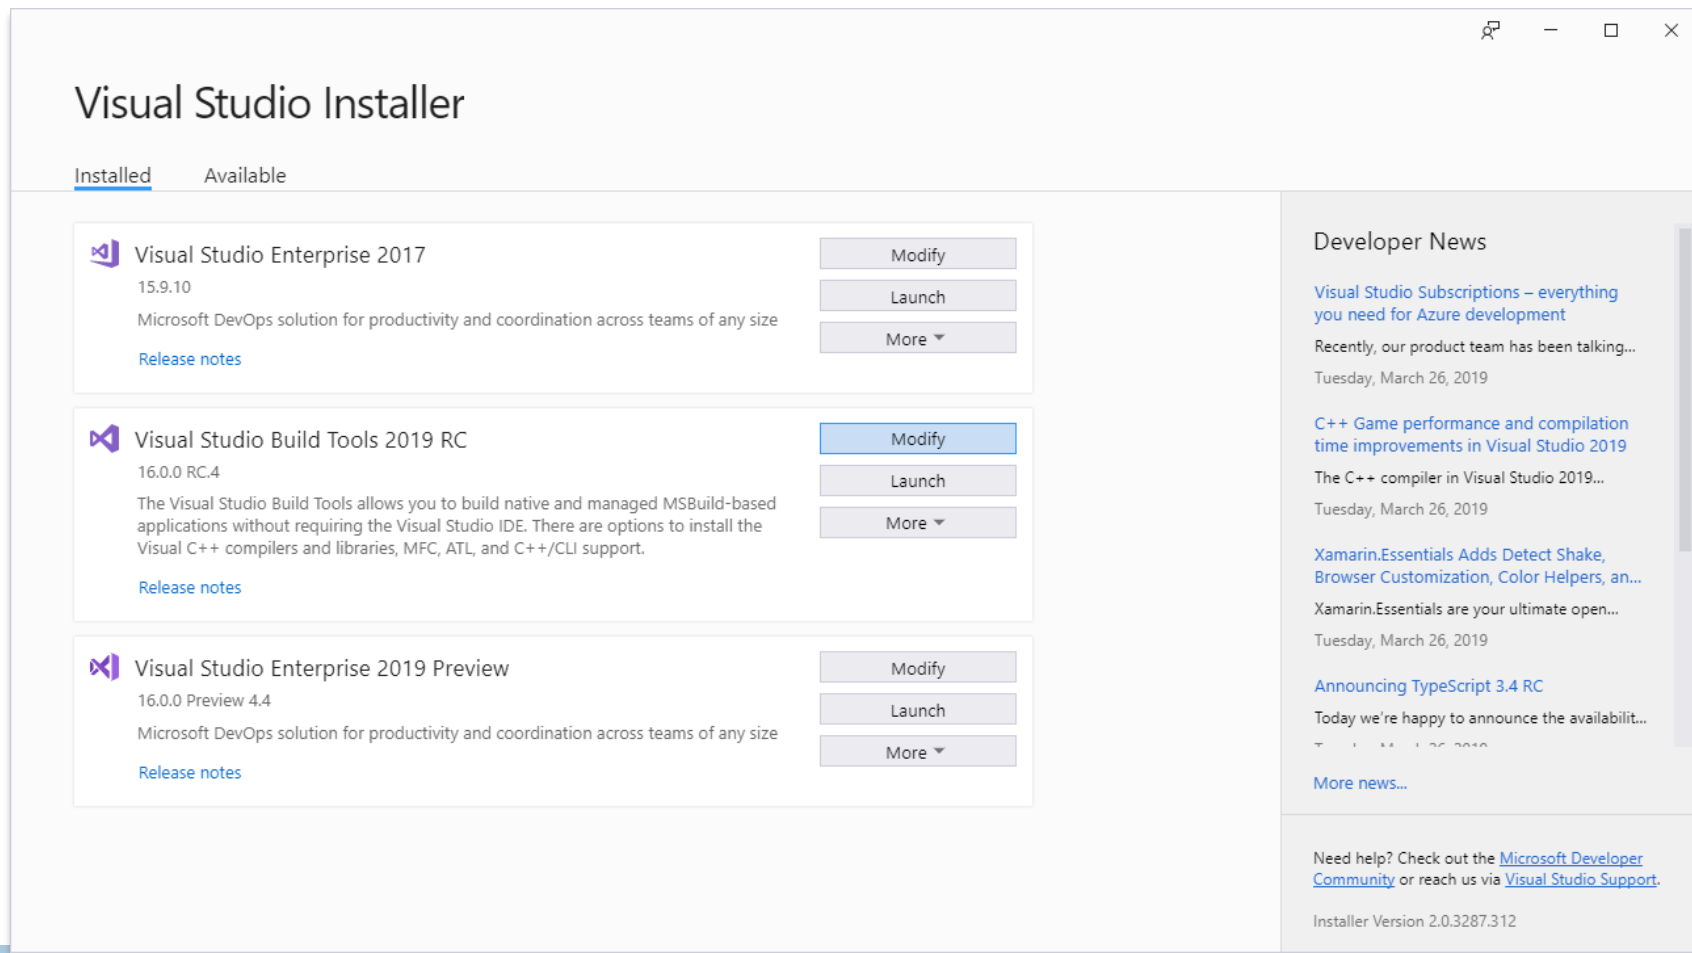 Visual Studio Installer
Installed
Available
Visual Studio Enterprise 2017
15.9.10
Microsoft DevOps solution for productivity and coordination across teams of any size
Release notes
Modify
Launch
More
Visual Studio Build Tools 2019 RC
16.0.0 RC.4
The Visual Studio Build Tools allows you to build native and managed MSBuild-based
applications without requiring the Visual Studio IDE. There are options to install the
Visual C++ compilers and libraries, MFC, ATL, and C++/CLI support.
Release notes
Modify
Launch
More
Visual Studio Enterprise 2019 Preview
16.0.0 Preview 4.4
Microsoft DevOps solution for productivity and coordination across teams of any size
Release notes
Modify
Launch
More
Developer News
Visual Studio Subscriptions – everything
you need for Azure development
Recently, our product team has been talking...
Tuesday, March 26, 2019
C++ Game performance and compilation
time improvements in Visual Studio 2019
The C++ compiler in Visual Studio 2019...
Tuesday, March 26, 2019
Xamarin.Essentials Adds Detect Shake,
Browser Customization, Color Helpers, an...
Xamarin.Essentials are your ultimate open...
Tuesday, March 26, 2019
Announcing TypeScript 3.4 RC
Today we're happy to announce the availabilit...
More news...
Need help? Check out the Microsoft Developer
Community or reach us via Visual Studio Support.
Installer Version 2.0.3287.312